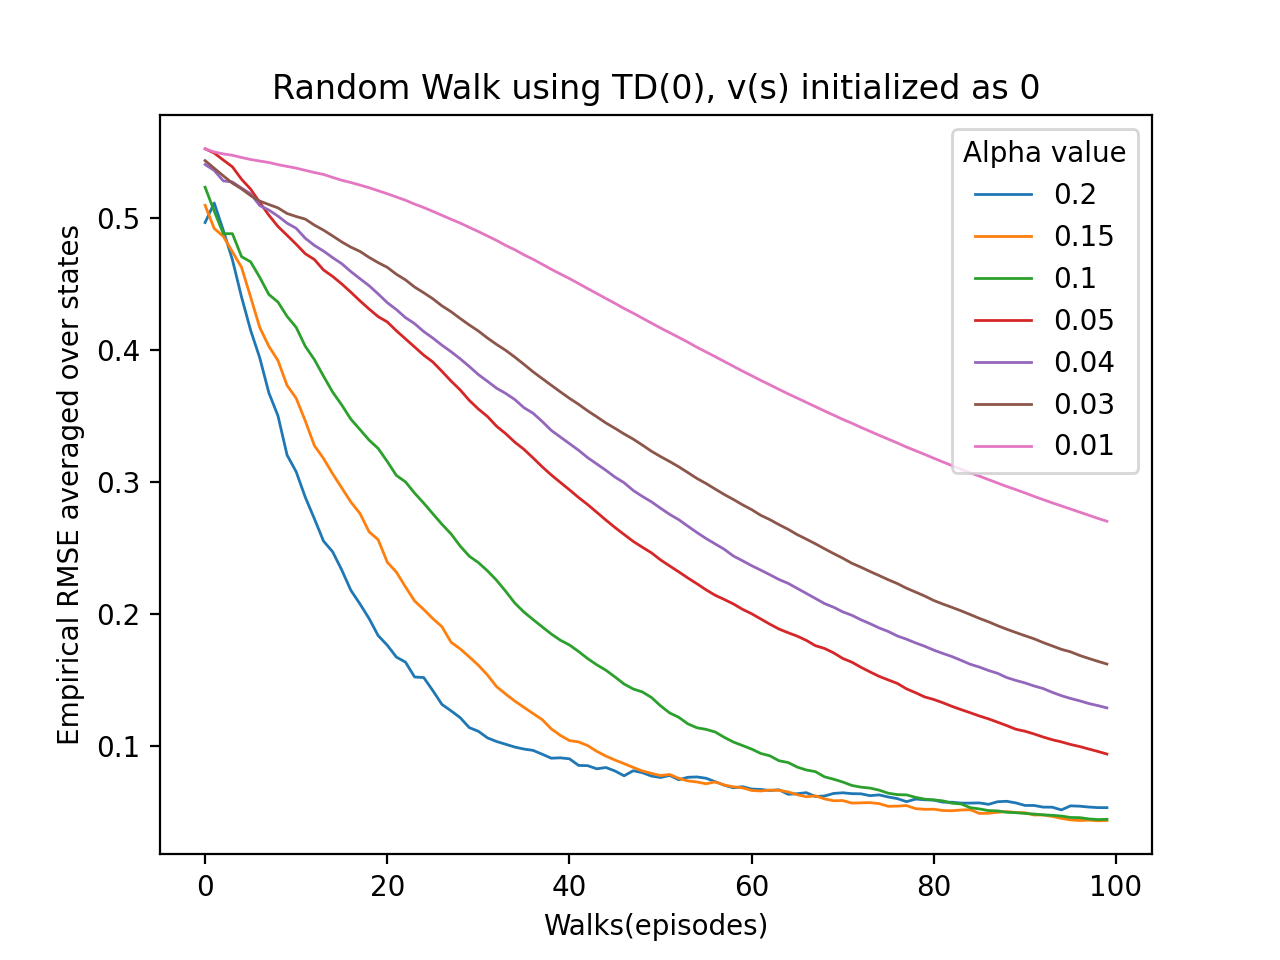 Random Walk using TD(0), v(s) initialized as 0
Empirical RMSE averaged over states
0.5
0.4
0.3
0.2
0.1
Alpha value
0.2
0.15
0.1
0.05
0.04
0.03
0.01
0 20 40 60 80 100
Walks(episodes)